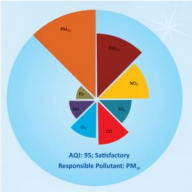 PM₁₀
PM₂.₅
NO₂
SO₂
CO
O₃
NH₃
Pb
AQI: 95; Satisfactory
Responsible Pollutant: PM₁₀